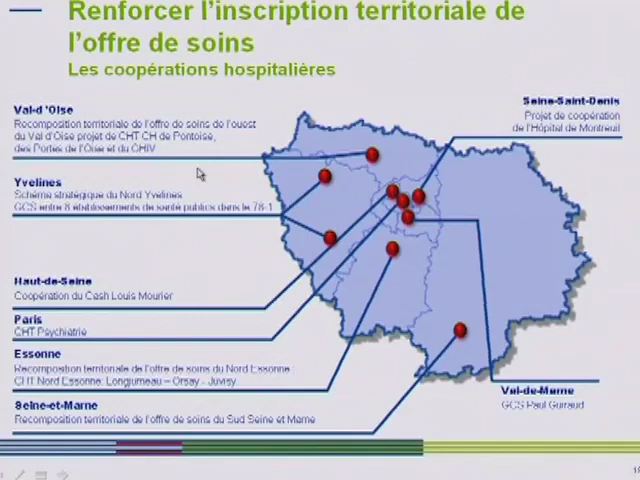 Renforcer l'inscription territoriale de
l'offre de soins
Les coopérations hospitalières
Val-d 'Oise
Recomposition territoriale de l'offre de soins de l'ouest
du Val d'Oise projet de CHT CH de Pontoise,
des Portes de l'Oise et du CHIV
Yvelines
Schéma stratégique du Nord Yvelines
GCS entre 8 établissements de santé publics dans le 78-1
Haut-de-Seine
Coopération du Cash Louis Mourier
Paris
CHT Psychiatrie
Essonne
Recomposition territoriale de l'offre de soins du Nord Essonne
CHT Nord Essonne: Longjumeau – Orsay - Juvisy
Seine-et-Marne
Recomposition territoriale de l'offre de soins du Sud Seine et Marne
Seine-Saint-Denis
Projet de coopération
de l'Hôpital de Montreuil
Val-de-Marne
GCS Paul Guiraud